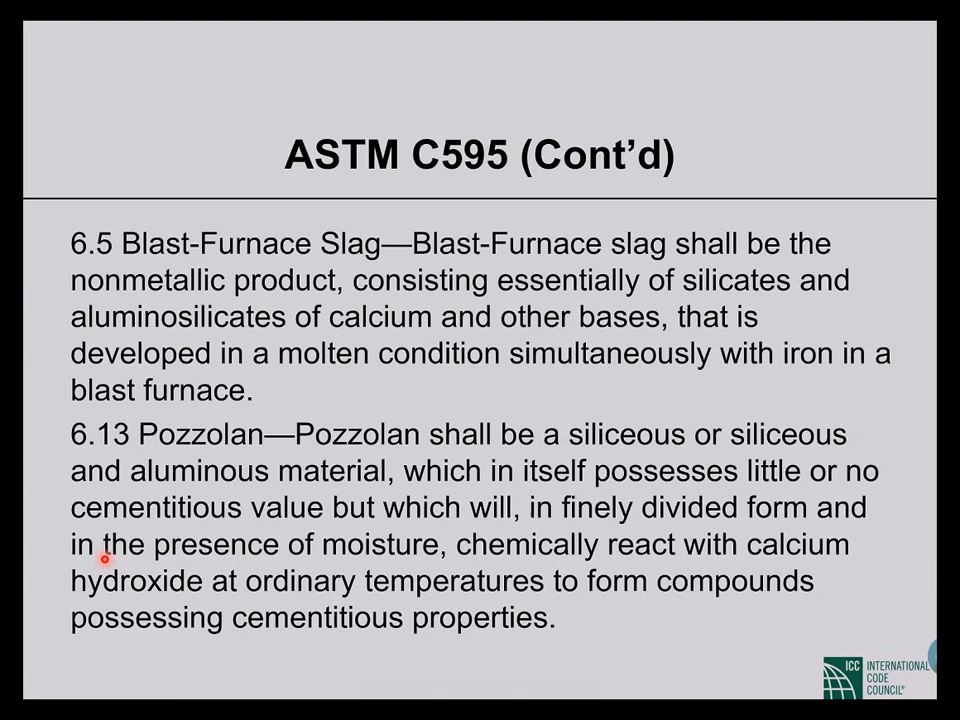 ASTM C595 (Cont’d)
6.5 Blast-Furnace Slag—Blast-Furnace slag shall be the
nonmetallic product, consisting essentially of silicates and
aluminosilicates of calcium and other bases, that is
developed in a molten condition simultaneously with iron in a
blast furnace.
6.13 Pozzolan—Pozzolan shall be a siliceous or siliceous
and aluminous material, which in itself possesses little or no
cementitious value but which will, in finely divided form and
in the presence of moisture, chemically react with calcium
hydroxide at ordinary temperatures to form compounds
possessing cementitious properties.
ICC INTERNATIONAL
CODE
COUNCIL®